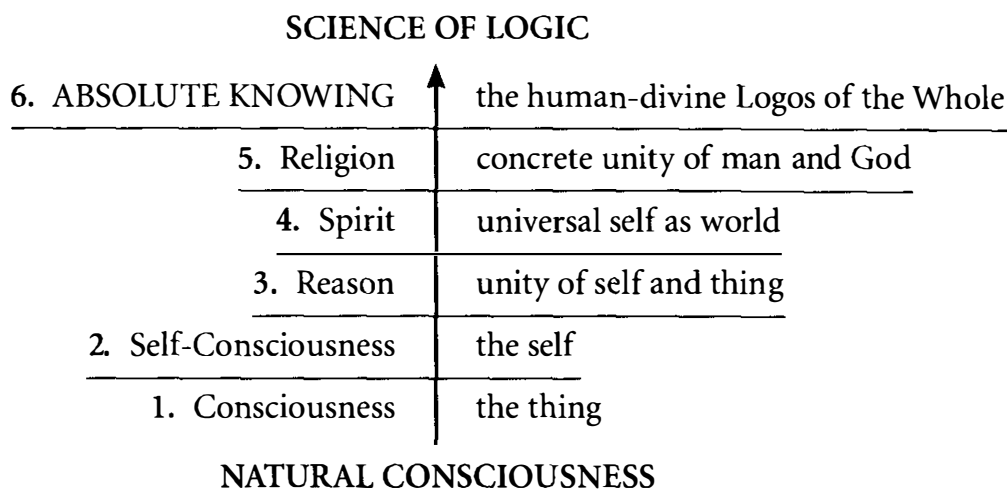 SCIENCE OF LOGIC
6. ABSOLUTE KNOWING the human-divine Logos of the Whole
5. Religion concrete unity of man and God
4. Spirit universal self as world
3. Reason unity of self and thing
2. Self-Consciousness the self
1. Consciousness the thing
NATURAL CONSCIOUSNESS